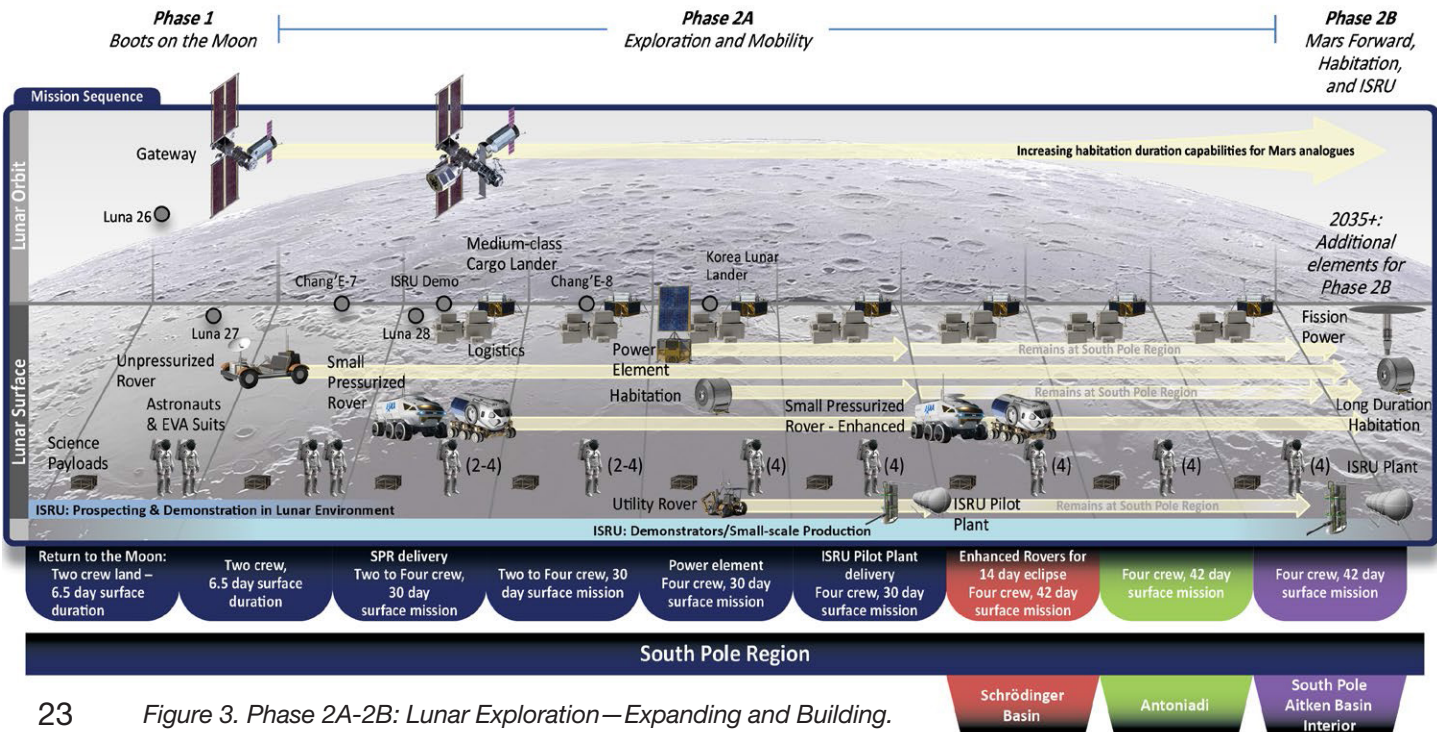 Phase 1
Boots on the Moon
Phase 2A
Exploration and Mobility
Phase 2B
Mars Forward,
Habitation,
and ISRU
Mission Sequence
Lunar Orbit
Gateway
Increasing habitation duration capabilities for Mars analogues
Luna 26
2035+:
Additional
elements for
Phase 2B
Medium-class
Cargo Lander
Korea Lunar
Lander
Chang'E-7
ISRU Demo
Chang'E-8
Lunar Surface
Luna 27
Luna 28
Fission
Power
Logistics
Power
Element
Remains at South Pole Region
Unpressurized
Rover
Small
Pressurized
Rover
Habitation
Remains at South Pole Region
Small Pressurized
Rover - Enhanced
Long Duration
Habitation
Astronauts
& EVA Suits
Science
Payloads
(2-4)
(2-4)
(4)
(4)
(4)
(4)
(4)
ISRU Plant
Utility Rover
ISRU Pilot
Plant
Remains at South Pole Region
ISRU: Prospecting & Demonstration in Lunar Environment
ISRU: Demonstrators/Small-scale Production
Return to the Moon:
Two crew land –
6.5 day surface
duration
Two crew,
6.5 day surface
duration
SPR delivery
Two to Four crew,
30 day
surface mission
Two to Four crew, 30
day surface mission
Power element
Four crew, 30 day
surface mission
ISRU Pilot Plant
delivery
Four crew, 30 day
surface mission
Enhanced Rovers for
14 day eclipse
Four crew, 42 day
surface mission
Four crew, 42 day
surface mission
Four crew, 42 day
surface mission
South Pole Region
Schrödinger
Basin
Antoniadi
South Pole
Aitken Basin
Interior
23
Figure 3. Phase 2A-2B: Lunar Exploration—Expanding and Building.